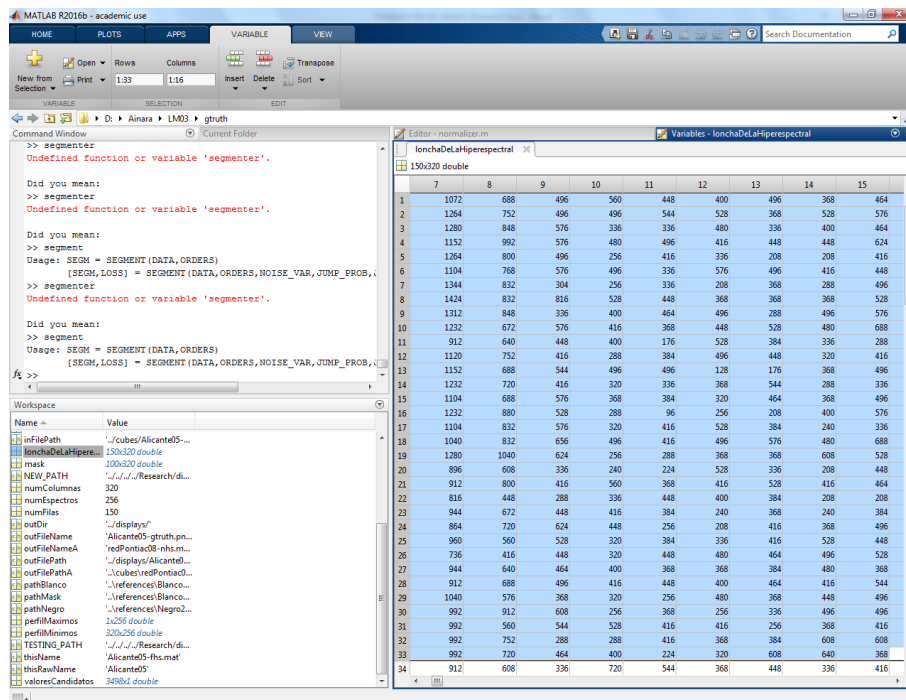 MATLAB R2016b - academic use
HOME PLOTS APPS VARIABLE VIEW Search Documentation
New from Selection Open Print Rows Columns 1:33 1:16 Insert Delete Transpose Sort
VARIABLE SELECTION EDIT
D: Ainara LM03 gtruth
Command Window Current Folder
>> segmenter
Undefined function or variable 'segmenter'.
Did you mean:
>> segmenter
Undefined function or variable 'segmenter'.
Did you mean:
>> segment
Usage: SEGM = SEGMENT(DATA,ORDERS)
[SEGM,LOSS] = SEGMENT(DATA,ORDERS,NOISE_VAR,JUMP_PROB,
>> segmenter
Undefined function or variable 'segmenter'.
Did you mean:
>> segment
Usage: SEGM = SEGMENT(DATA,ORDERS)
[SEGM,LOSS] = SEGMENT(DATA,ORDERS,NOISE_VAR,JUMP_PROB,
fx >>
Workspace
Name Value
inFilePath '../cubes/Alicante05-...
lonchaDeLaHipere... 150x320 double
mask 100x320 double
NEW_PATH '../../../../Research/di...
numColumnas 320
numEspectros 256
numFilas 150
outDir '../displays/'
outFileName 'Alicante05-gtruth.pn...
outFileNameA 'redPontiac08-nhs.m...
outFilePath '../displays/Alicante0...
outFilePathA '..\cubes\redPontiac0...
pathBlanco '..\references\Blanco...
pathMask '..\references\Blanco...
pathNegro '..\references\Negro2...
perfilMaximos 1x256 double
perfilMinimos 320x256 double
TESTING_PATH '../../../../Research/di...
thisName 'Alicante05-fhs.mat'
thisRawName 'Alicante05'
valoresCandidatos 3498x1 double
Editor - normalizer.m Variables - lonchaDeLaHiperespectral
lonchaDeLaHiperespectral
150x320 double
7 8 9 10 11 12 13 14 15
1 1072 688 496 560 448 400 496 368 464
2 1264 752 496 496 544 528 368 528 576
3 1280 848 576 336 336 480 336 400 464
4 1152 992 576 480 496 416 448 448 624
5 1264 800 496 256 416 336 208 208 416
6 1104 768 576 496 336 576 496 416 448
7 1344 832 304 256 336 208 368 288 496
8 1424 832 816 528 448 368 368 368 528
9 1312 848 336 400 464 496 288 496 576
10 1232 672 576 416 368 448 528 480 688
11 912 640 448 400 176 528 384 336 288
12 1120 752 416 288 384 496 448 320 416
13 1152 688 544 496 496 128 176 368 496
14 1232 720 416 320 336 368 544 288 336
15 1104 688 576 368 384 320 464 368 496
16 1232 880 528 288 96 256 208 400 576
17 1104 832 576 320 416 528 384 240 336
18 1040 832 656 496 416 496 576 480 688
19 1280 1040 624 256 288 368 368 608 528
20 896 608 336 240 224 528 336 208 448
21 912 800 416 560 368 416 528 416 464
22 816 448 288 336 448 400 384 208 208
23 944 672 448 416 384 240 368 240 384
24 864 720 624 448 256 208 416 368 496
25 960 560 528 320 384 336 416 528 448
26 736 416 448 320 448 480 464 496 528
27 944 640 464 400 368 368 384 480 368
28 912 688 496 416 448 400 464 416 544
29 1040 576 368 320 256 480 368 448 496
30 992 912 608 256 368 256 336 496 496
31 992 560 544 528 416 416 256 368 416
32 992 752 288 288 416 368 384 608 608
33 992 720 464 400 224 320 608 640 368
34 912 608 336 720 544 368 448 336 416